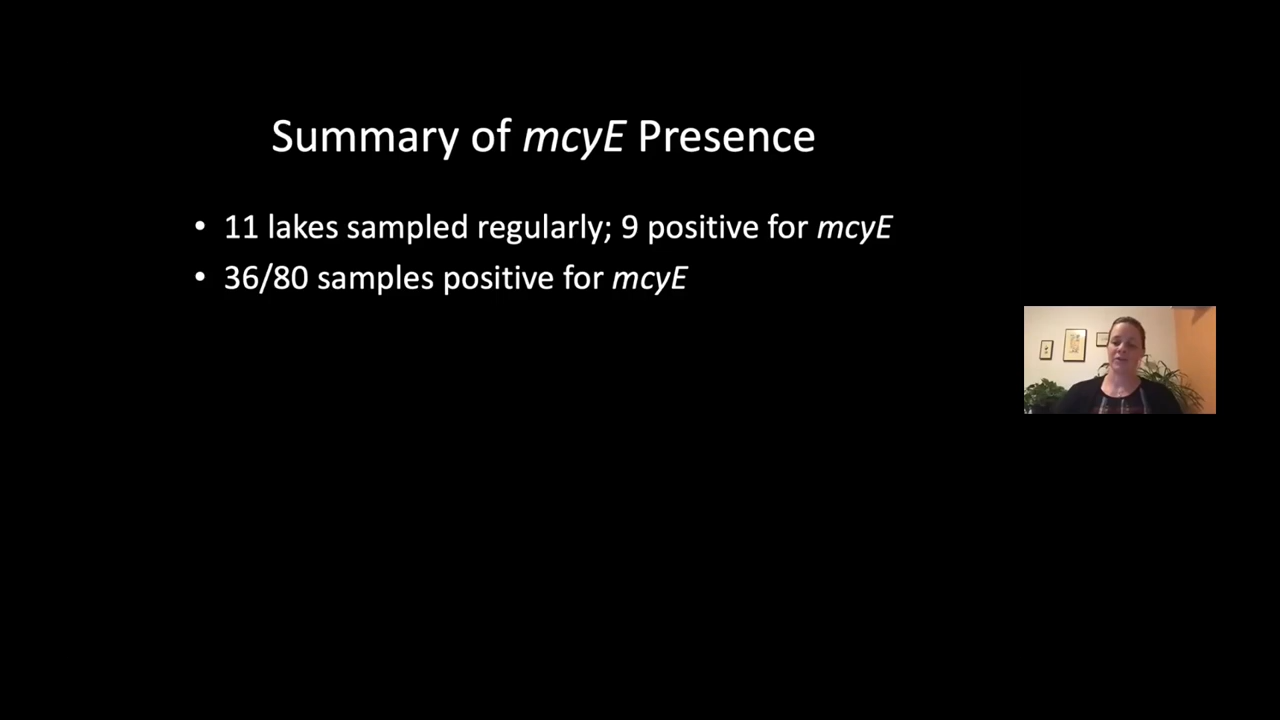 Summary of mcyE Presence
• 11 lakes sampled regularly; 9 positive for mcyE
• 36/80 samples positive for mcyE